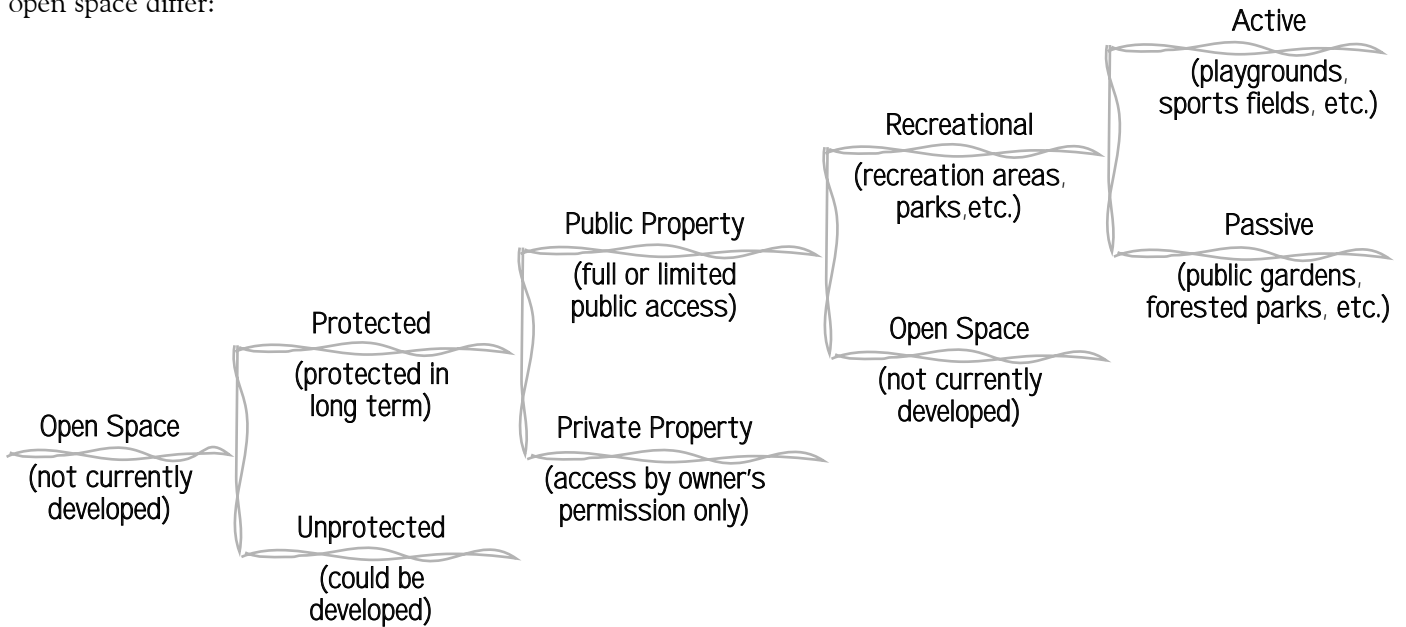 open space differ:
Active
(playgrounds,
sports fields, etc.)
Recreational
(recreation areas,
parks,etc.)
Passive
(public gardens,
forested parks, etc.)
Public Property
(full or limited
public access)
Open Space
(not currently
developed)
Protected
(protected in
long term)
Private Property
(access by owner's
permission only)
Open Space
(not currently
developed)
Unprotected
(could be
developed)